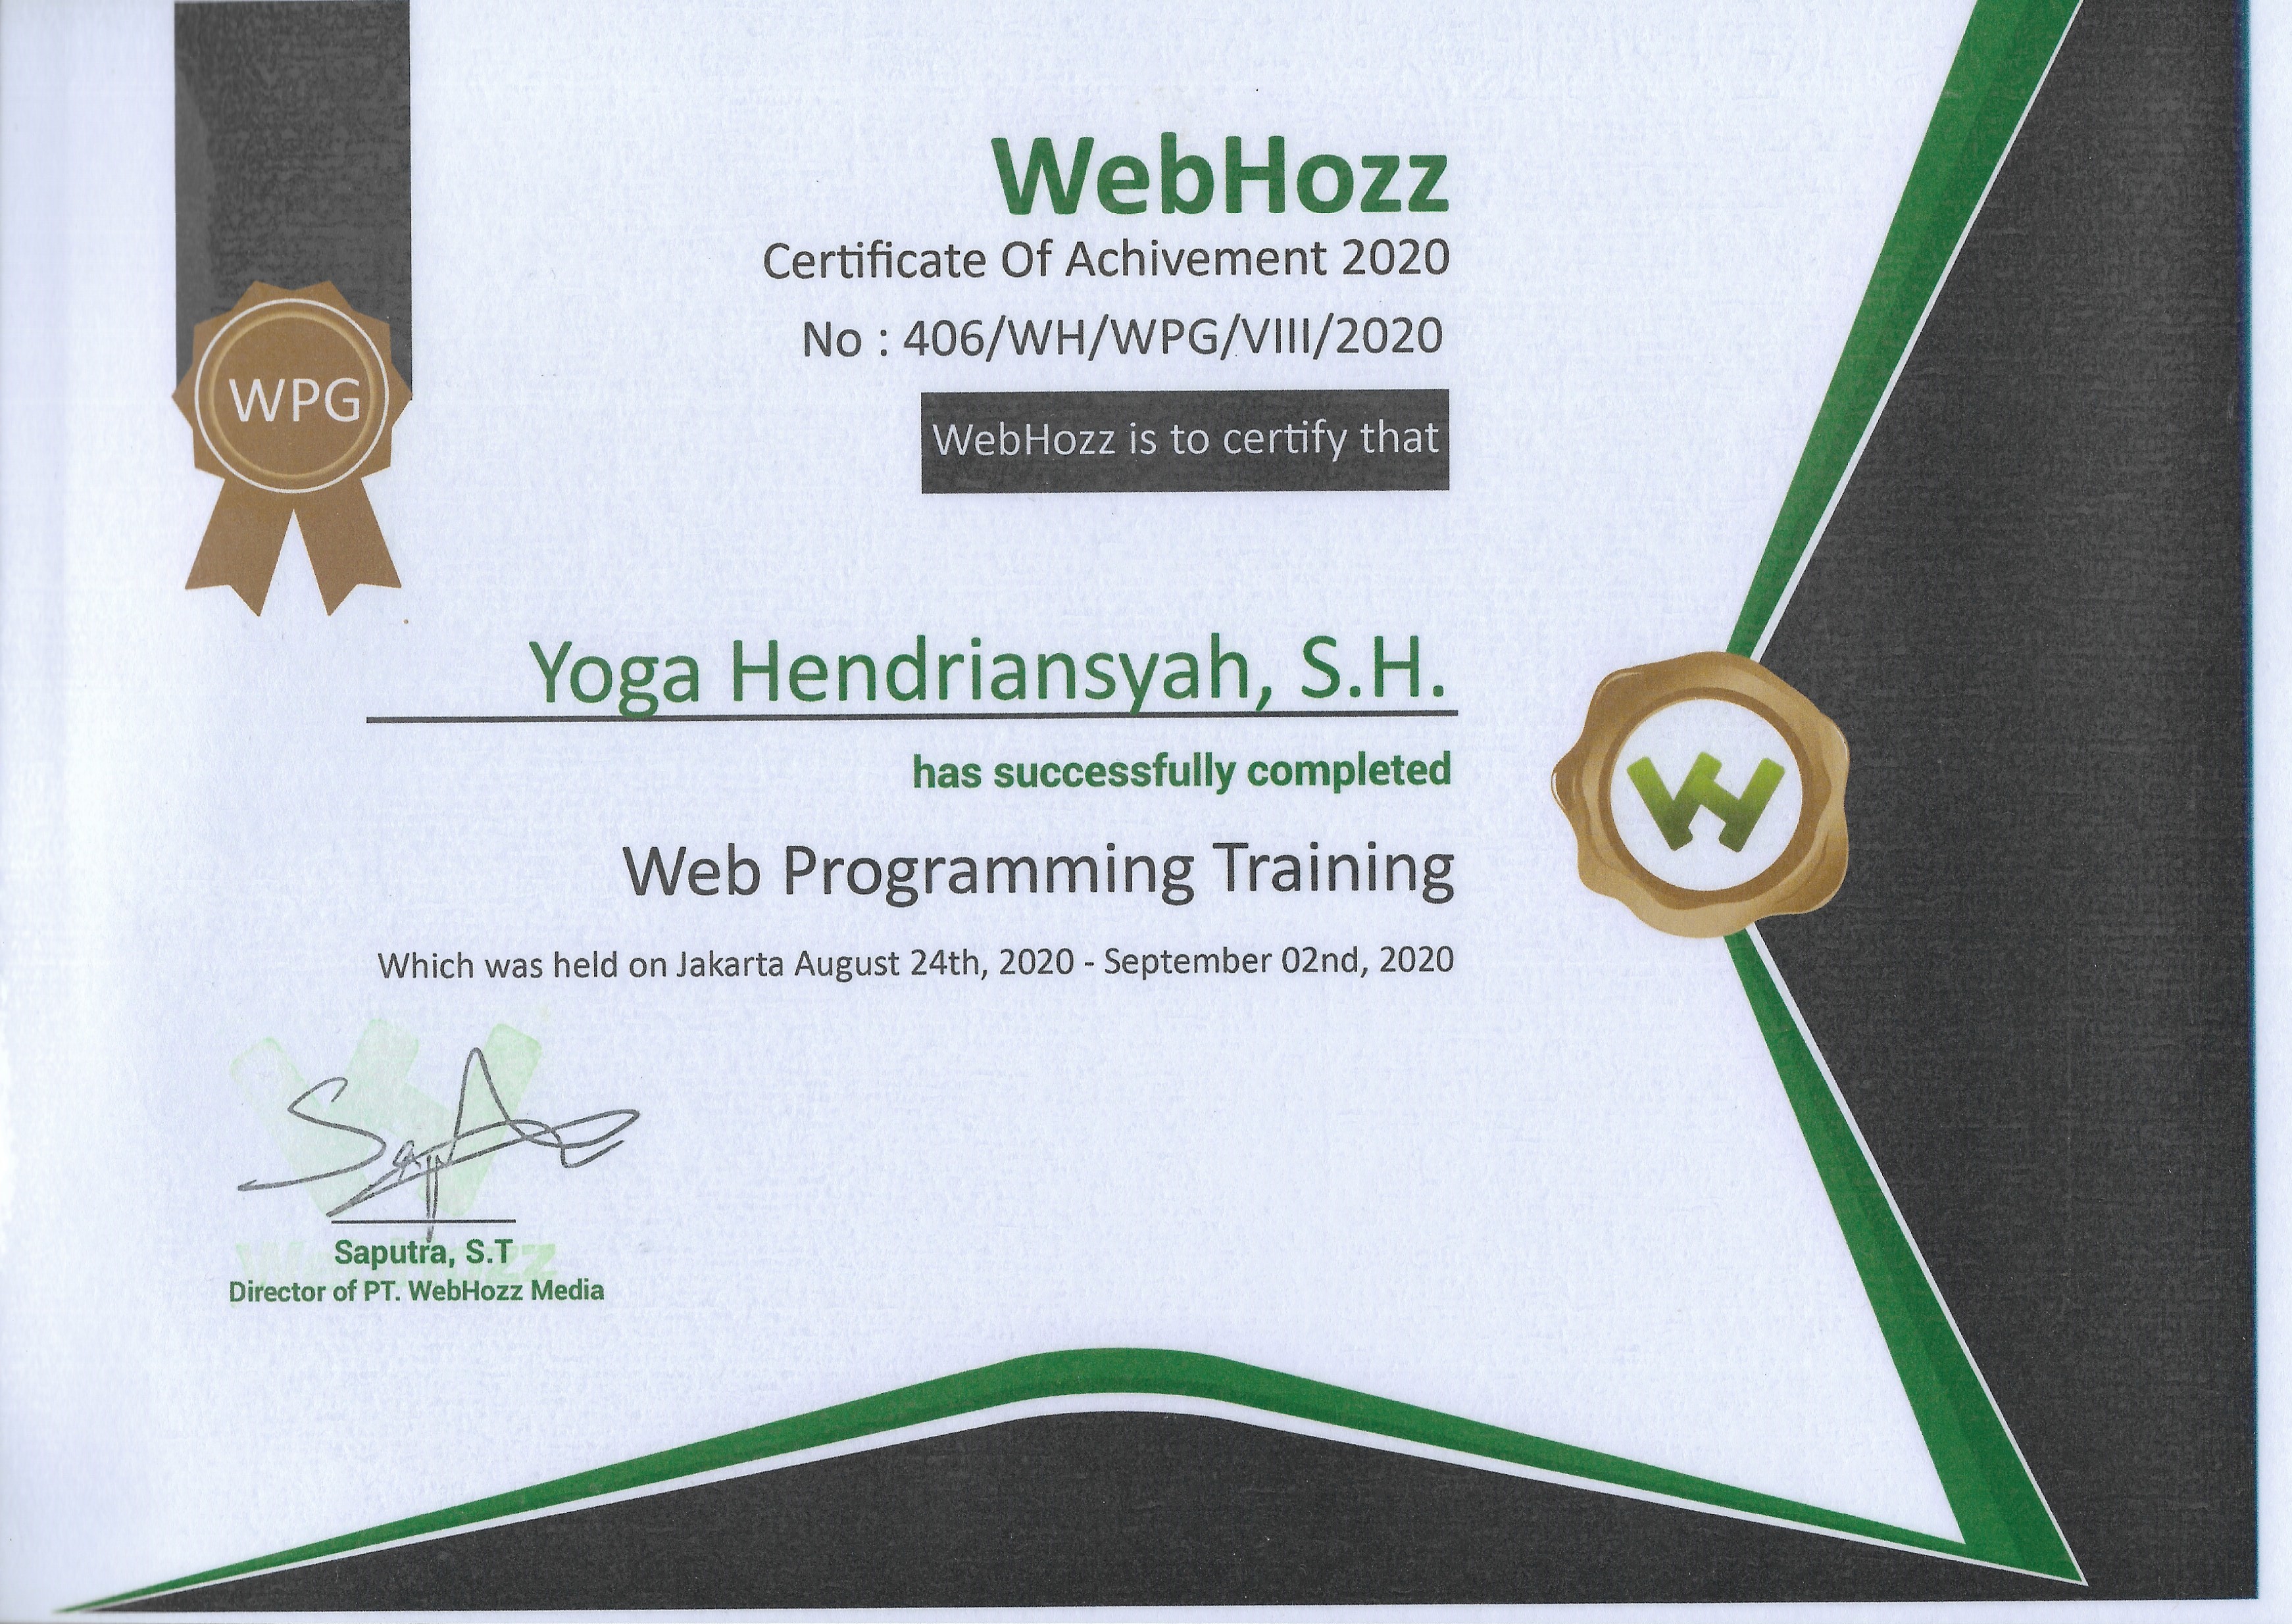 WebHozz
Certificate Of Achivement 2020
No : 406/WH/WPG/VIII/2020
WPG
WebHozz is to certify that
Yoga Hendriansyah, S.H.
has successfully completed
Web Programming Training
Which was held on Jakarta August 24th, 2020 - September 02nd, 2020
WebHozz
Saputra, S.T
Director of PT. WebHozz Media